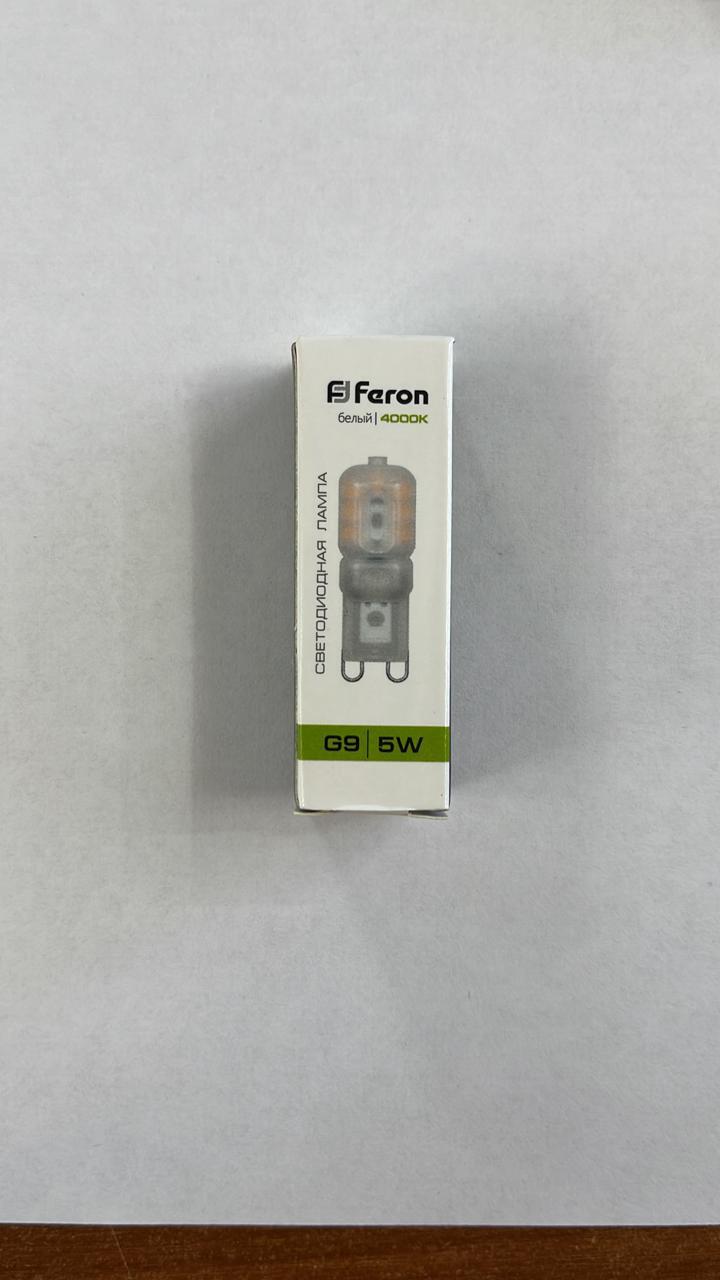 Feron
белый | 4000K
СВЕТОДИОДНАЯ ЛАМПА
G9 | 5W